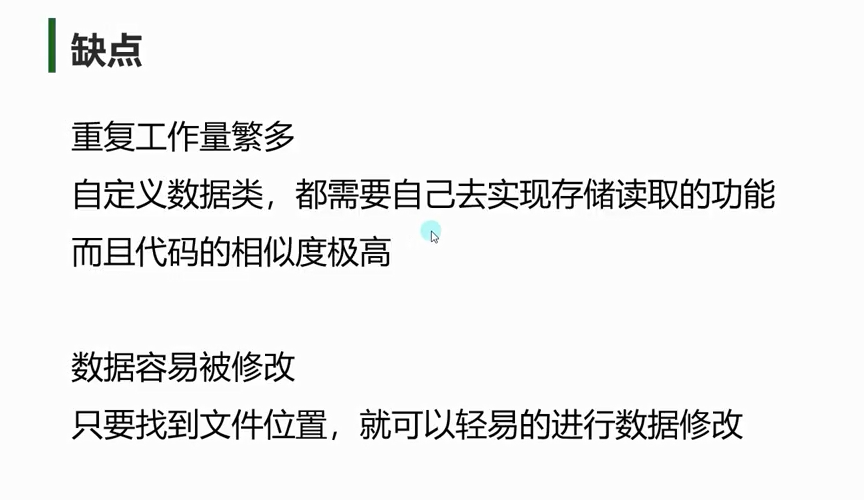 缺点
重复工作量繁多
自定义数据类，都需要自己去实现存储读取的功能
而且代码的相似度极高
数据容易被修改
只要找到文件位置，就可以轻易的进行数据修改